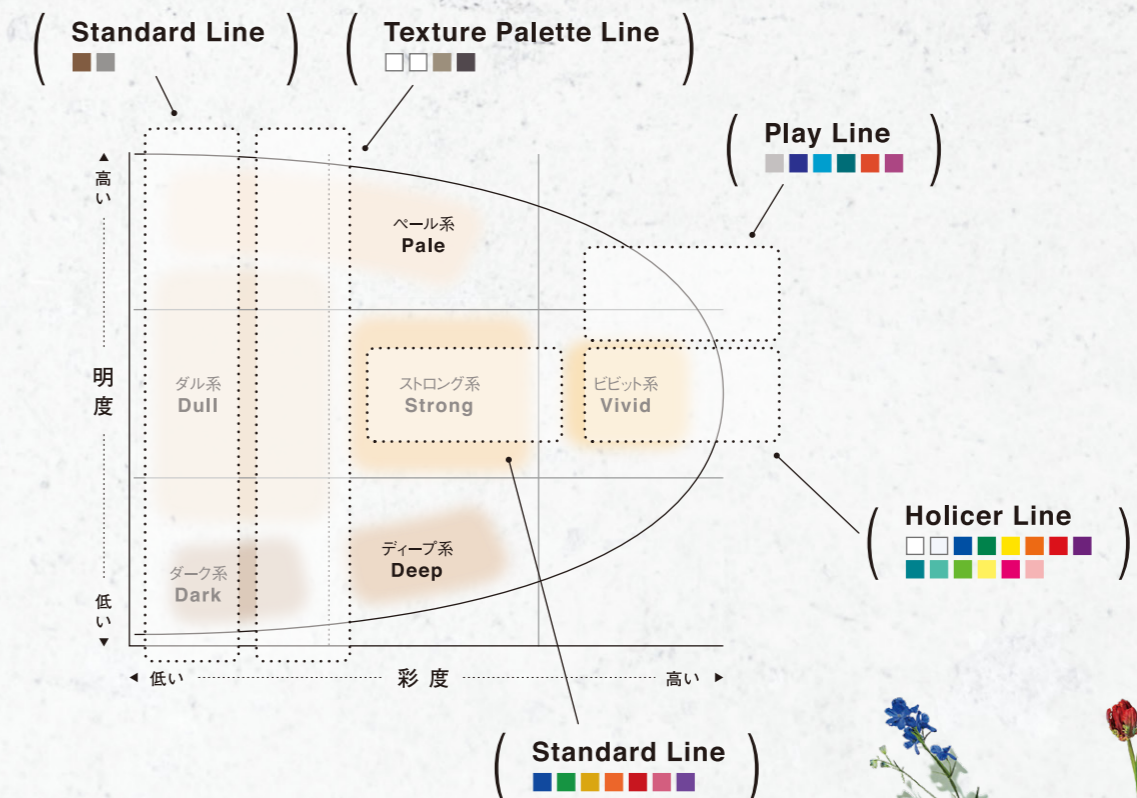 Standard Line
Texture Palette Line
Play Line
高い
ペール系
Pale
明度
ダル系
Dull
ストロング系
Strong
ビビット系
Vivid
Holicer Line
ディープ系
Deep
ダーク系
Dark
低い
低い
彩度
高い
Standard Line